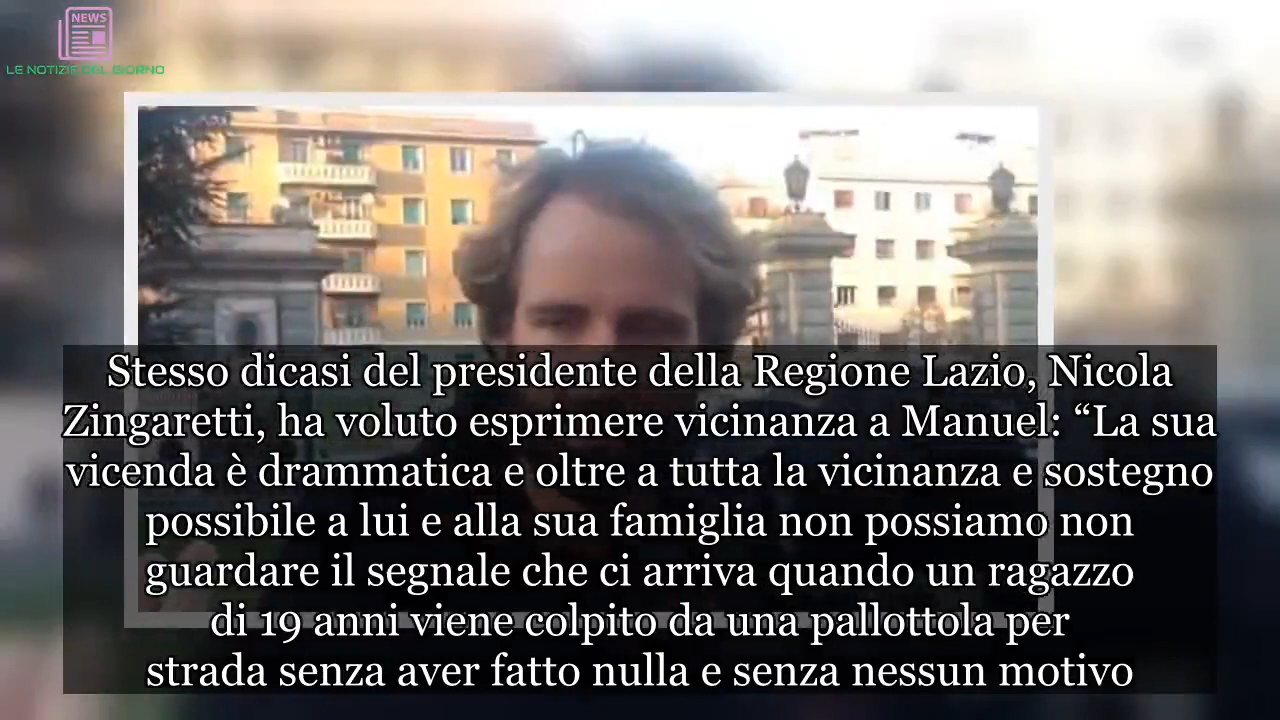 NEWS
LE NOTIZIE DEL GIORNO
Stesso dicasi del presidente della Regione Lazio, Nicola
Zingaretti, ha voluto esprimere vicinanza a Manuel: “La sua
vicenda è drammatica e oltre a tutta la vicinanza e sostegno
possibile a lui e alla sua famiglia non possiamo non
guardare il segnale che ci arriva quando un ragazzo
di 19 anni viene colpito da una pallottola per
strada senza aver fatto nulla e senza nessun motivo